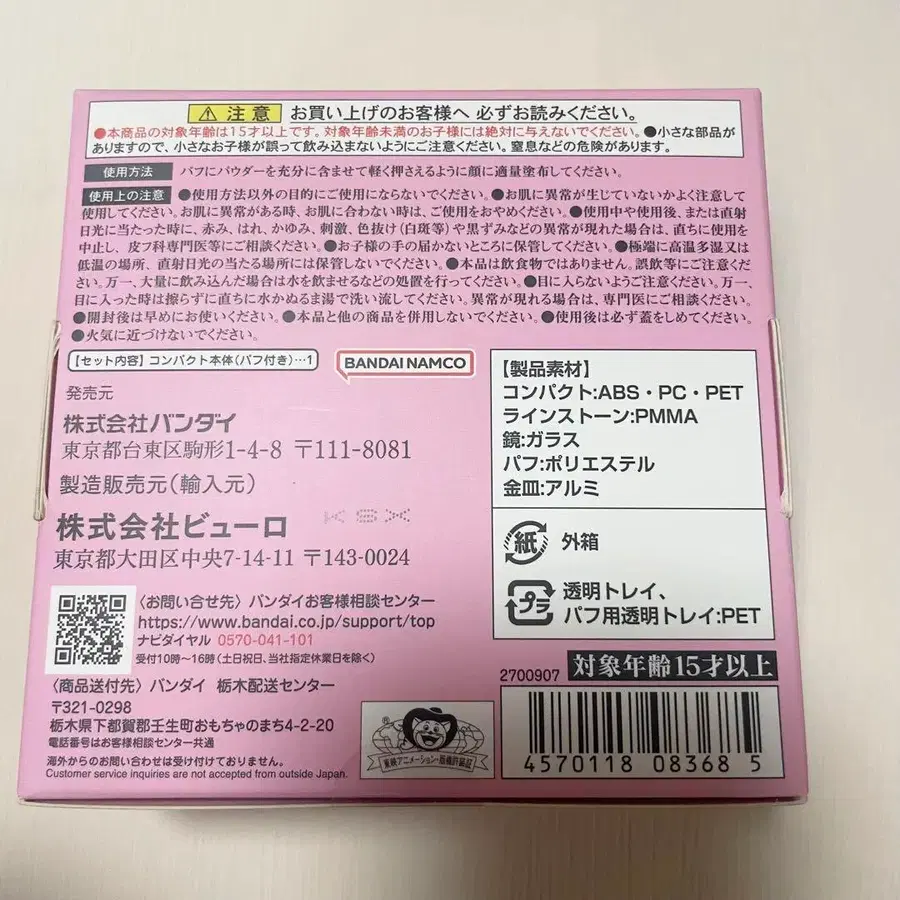 注意 お買い上げのお客様へ 必ずお読みください。
●本商品の対象年齢は15才以上です。対象年齢未満のお子様には絶対に与えないでください。●小さな部品が
ありますので、小さなお子様が誤って飲み込まないようにご注意ください。窒息などの危険があります。
使用方法 パフにパウダーを充分に含ませて軽く押さえるように顔に適量塗布してください。
使用上の注意 ●使用方法以外の目的にご使用にならないでください。●お肌に異常が生じていないかよく注意して
使用してください。お肌に異常がある時、お肌に合わない時は、ご使用をおやめください。●使用中や使用後、または直射
日光に当たった時に、赤み、はれ、かゆみ、刺激、色抜け(白斑等)や黒ずみなどの異常が現れた場合は、直ちに使用を
中止し、皮フ科専門医等にご相談ください。●お子様の手の届かないところに保管してください。●極端に高温多湿又は
低温の場所、直射日光の当たる場所には保管しないでください。●本品は飲食物ではありません。誤飲等にご注意くださ
い。万一、大量に飲み込んだ場合は水を飲ませるなどの処置を行ってください。●目に入らないようご注意ください。万一、
目に入った時は擦らずに直ちに水かぬるま湯で洗い流してください。異常が現れる場合は、専門医にご相談ください。
●開封後は早めにお使いください。●本品と他の商品を併用しないでください。●使用後は必ず蓋をしめてください。
●火気に近づけないでください。
【セット内容】コンパクト本体(パフ付き)…1
BANDAI NAMCO
発売元
株式会社バンダイ
東京都台東区駒形1-4-8 〒111-8081
製造販売元(輸入元)
株式会社ビューロ
KSX
東京都大田区中央7-14-11 〒143-0024
〈お問い合せ先〉バンダイお客様相談センター
https://www.bandai.co.jp/support/top
ナビダイヤル 0570-041-101
受付10時〜16時(土日祝日、当社指定休業日を除く)
〈商品送付先〉バンダイ 栃木配送センター
〒321-0298
栃木県下都賀郡壬生町おもちゃのまち4-2-20
電話番号はお客様相談センター共通
海外からのお問い合わせは受け付けておりません。
Customer service inquiries are not accepted from outside Japan.
【製品素材】
コンパクト:ABS・PC・PET
ラインストーン:PMMA
鏡:ガラス
パフ:ポリエステル
金皿:アルミ
紙 外箱
プラ 透明トレイ、
パフ用透明トレイ:PET
2700907 対象年齢15才以上
東映アニメーション・版権許諾証
4570118 08368 5